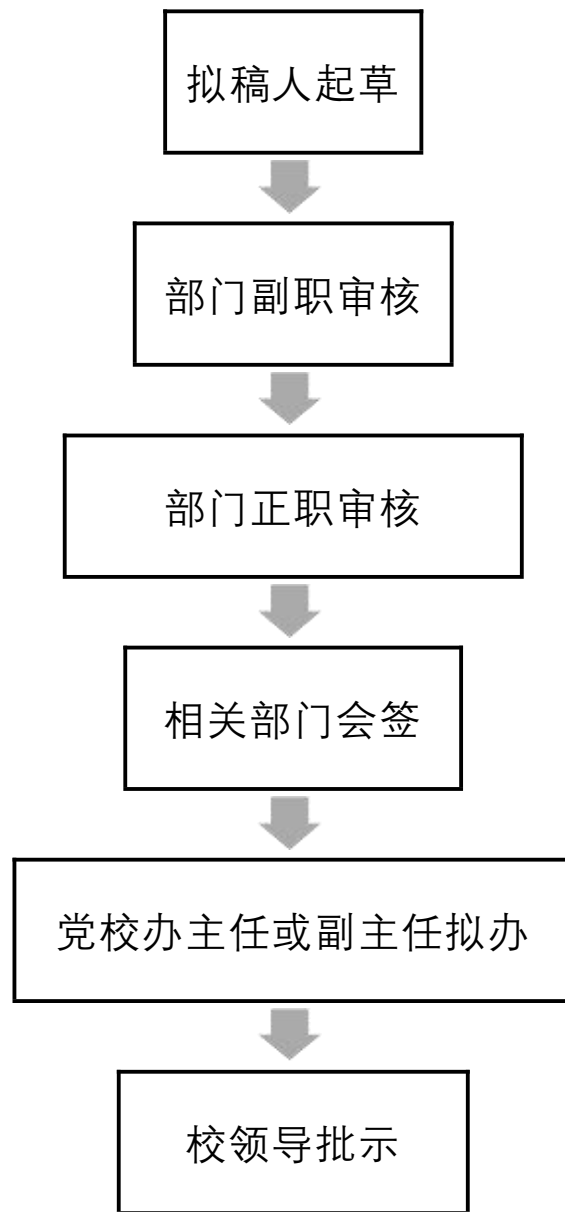 拟稿人起草
部门副职审核
部门正职审核
相关部门会签
党校办主任或副主任拟办
校领导批示